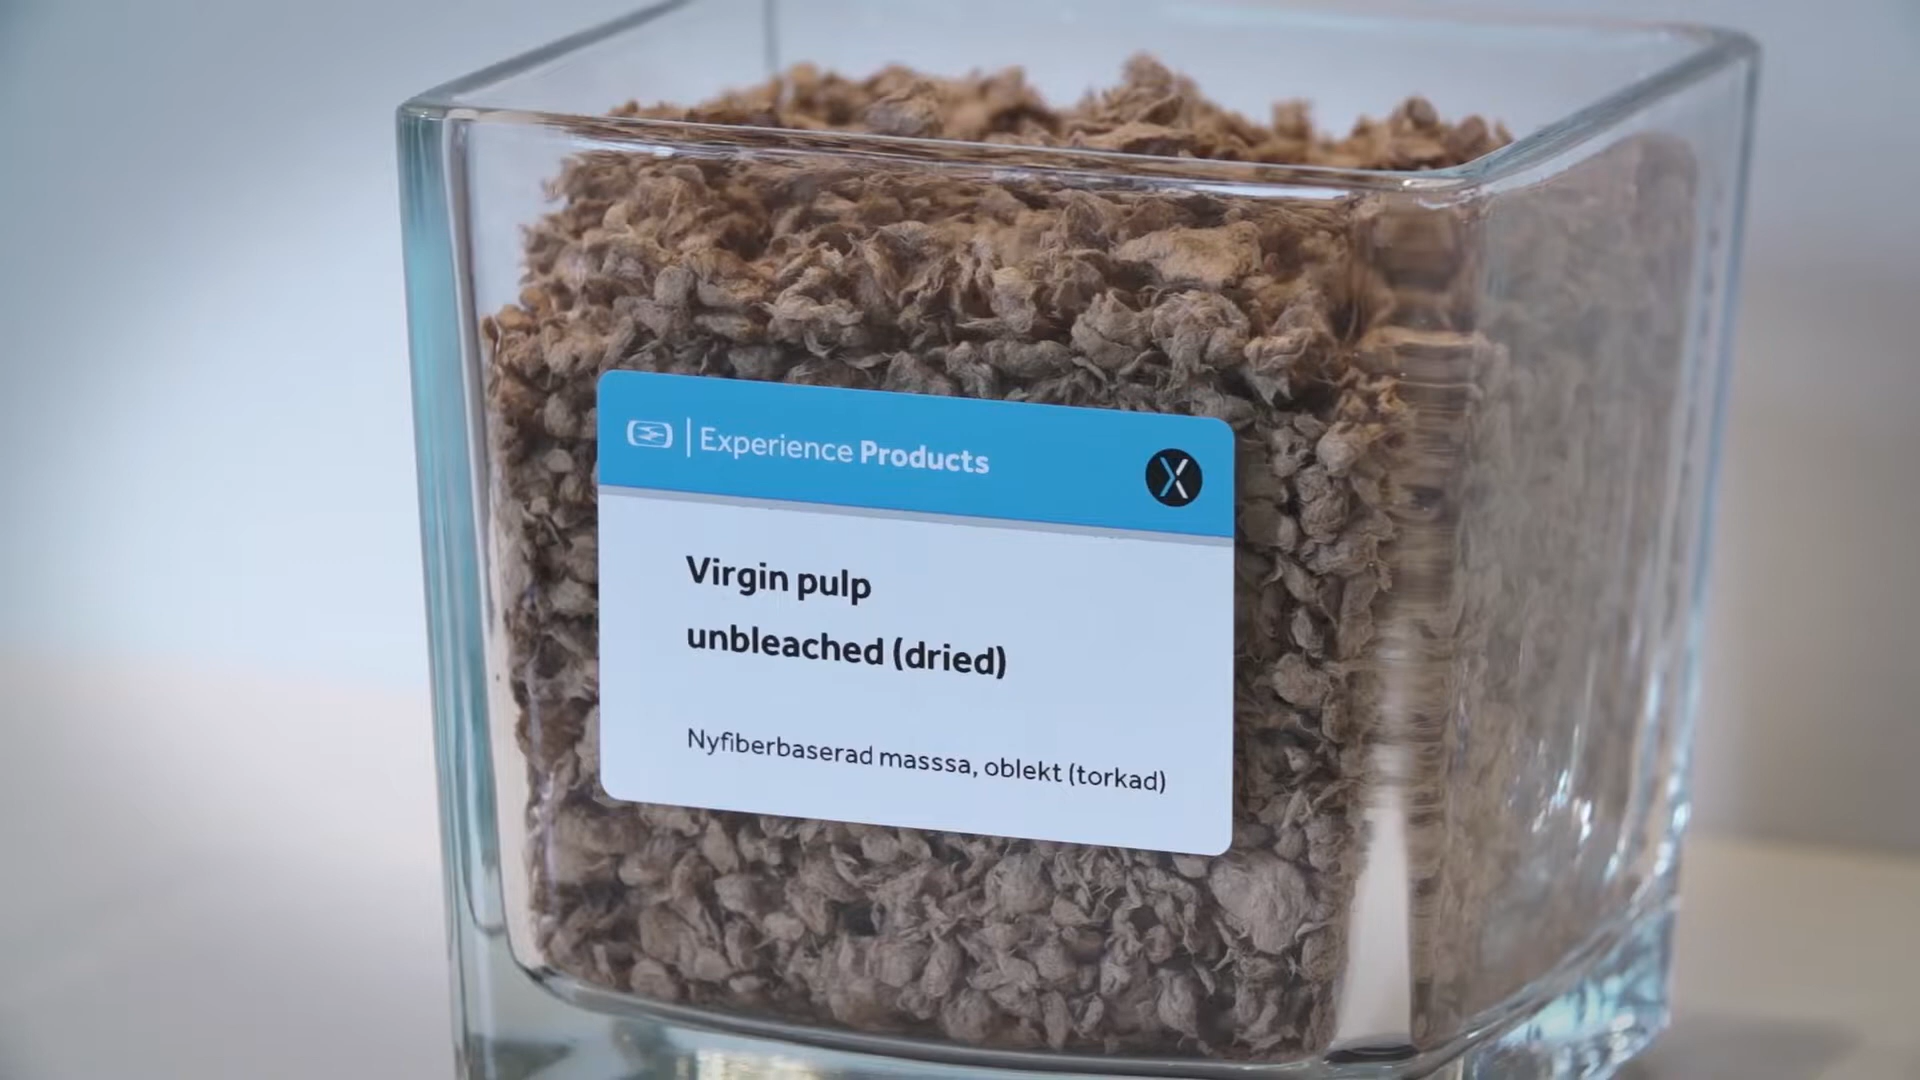 Experience Products
Virgin pulp
unbleached (dried)
Nyfiberbaserad masssa, oblekt (torkad)